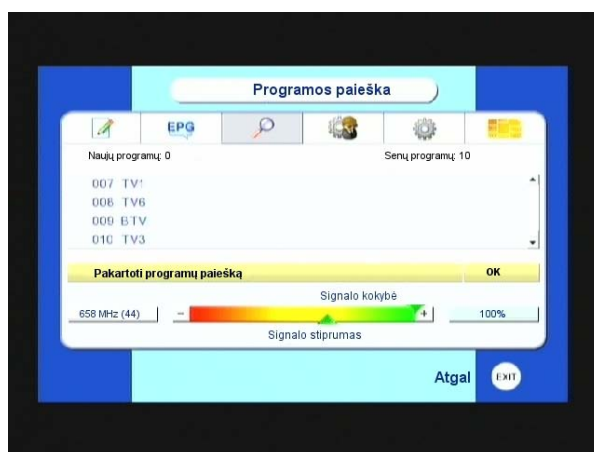 Programos paieška
EPG
Naujų programų: 0 Senų programų: 10
007 TV1
008 TV6
009 BTV
010 TV3
Pakartoti programų paiešką OK
Signalo kokybė
658 MHz (44) - + 100%
Signalo stiprumas
Atgal EXIT